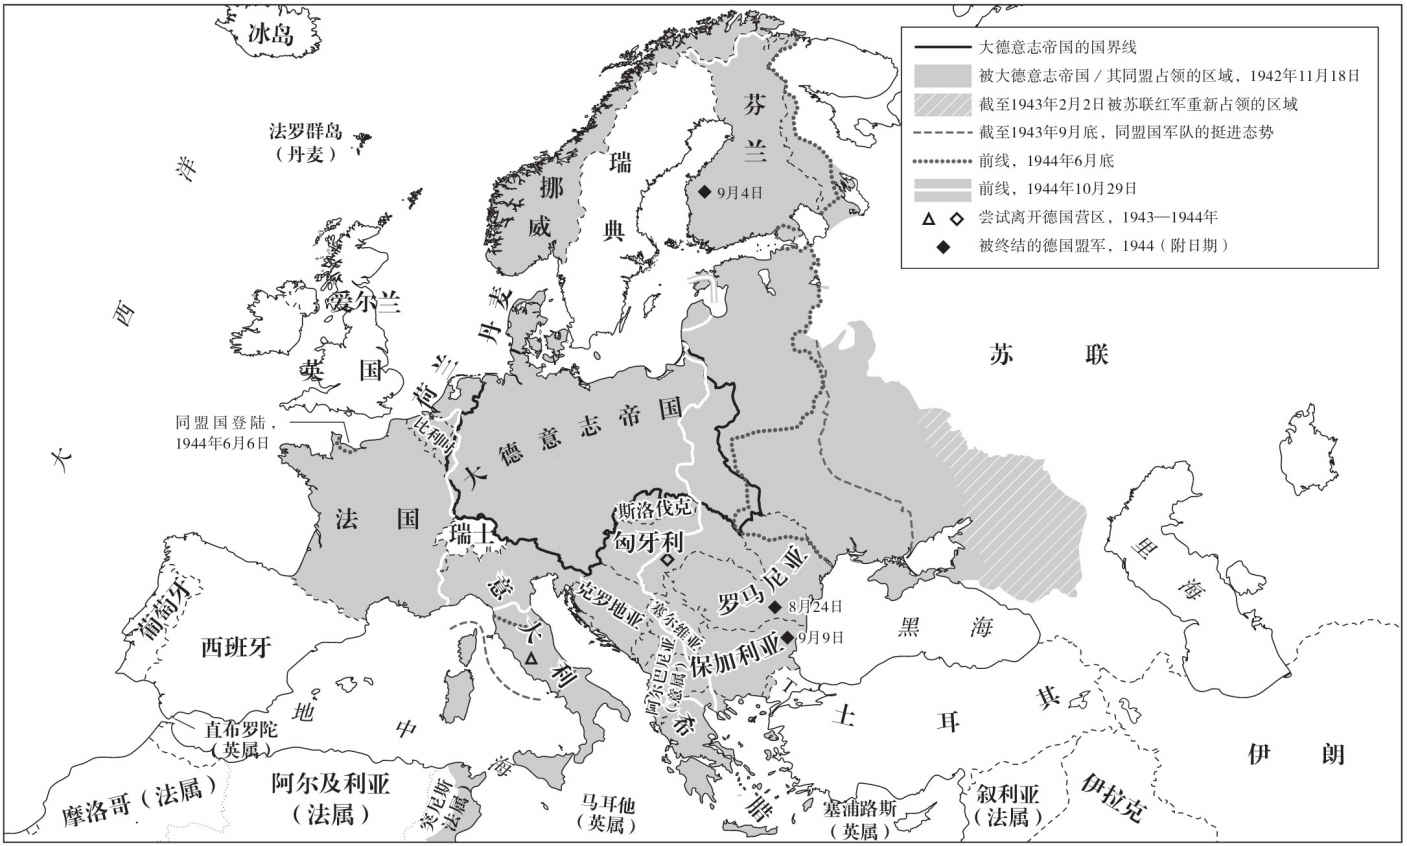 冰岛
大德意志帝国的国界线
被大德意志帝国/其同盟占领的区域，1942年11月18日
截至1943年2月2日被苏联红军重新占领的区域
截至1943年9月底，同盟国军队的挺进态势
前线，1944年6月底
前线，1944年10月29日
尝试离开德国营区，1943—1944年
被终结的德国盟军，1944（附日期）
法罗群岛
（丹麦）
芬兰
瑞典
挪威
9月4日
大西洋
爱尔兰
英国
丹麦
荷兰
比利时
苏联
同盟国登陆，
1944年6月6日
大德意志帝国
法国
瑞士
斯洛伐克
匈牙利
罗马尼亚
8月24日
9月9日
保加利亚
克罗地亚
塞尔维亚
阿尔巴尼亚
（意属）
意大利
希腊
葡萄牙
西班牙
直布罗陀
（英属）
地中海
黑海
里海
土耳其
伊朗
摩洛哥（法属）
阿尔及利亚
（法属）
突尼斯
（法属）
马耳他
（英属）
塞浦路斯
（英属）
叙利亚
（法属）
伊拉克